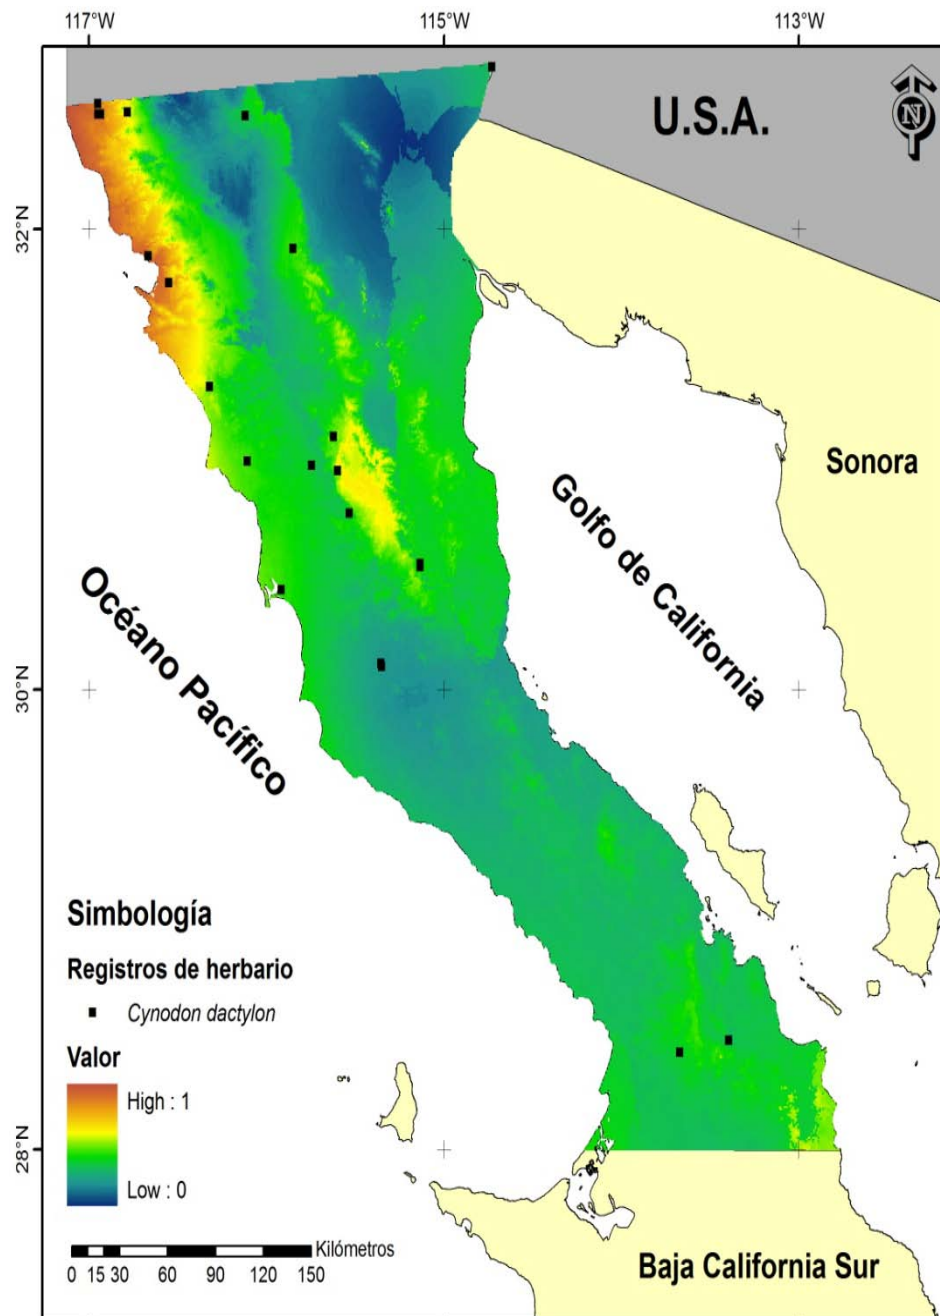 117°W
115°W
113°W
N
U.S.A.
32°N
Sonora
Golfo de California
Océano Pacífico
30°N
Simbología
Registros de herbario
Cynodon dactylon
Valor
High : 1
Low : 0
28°N
Kilómetros
0 15 30 60 90 120 150
Baja California Sur